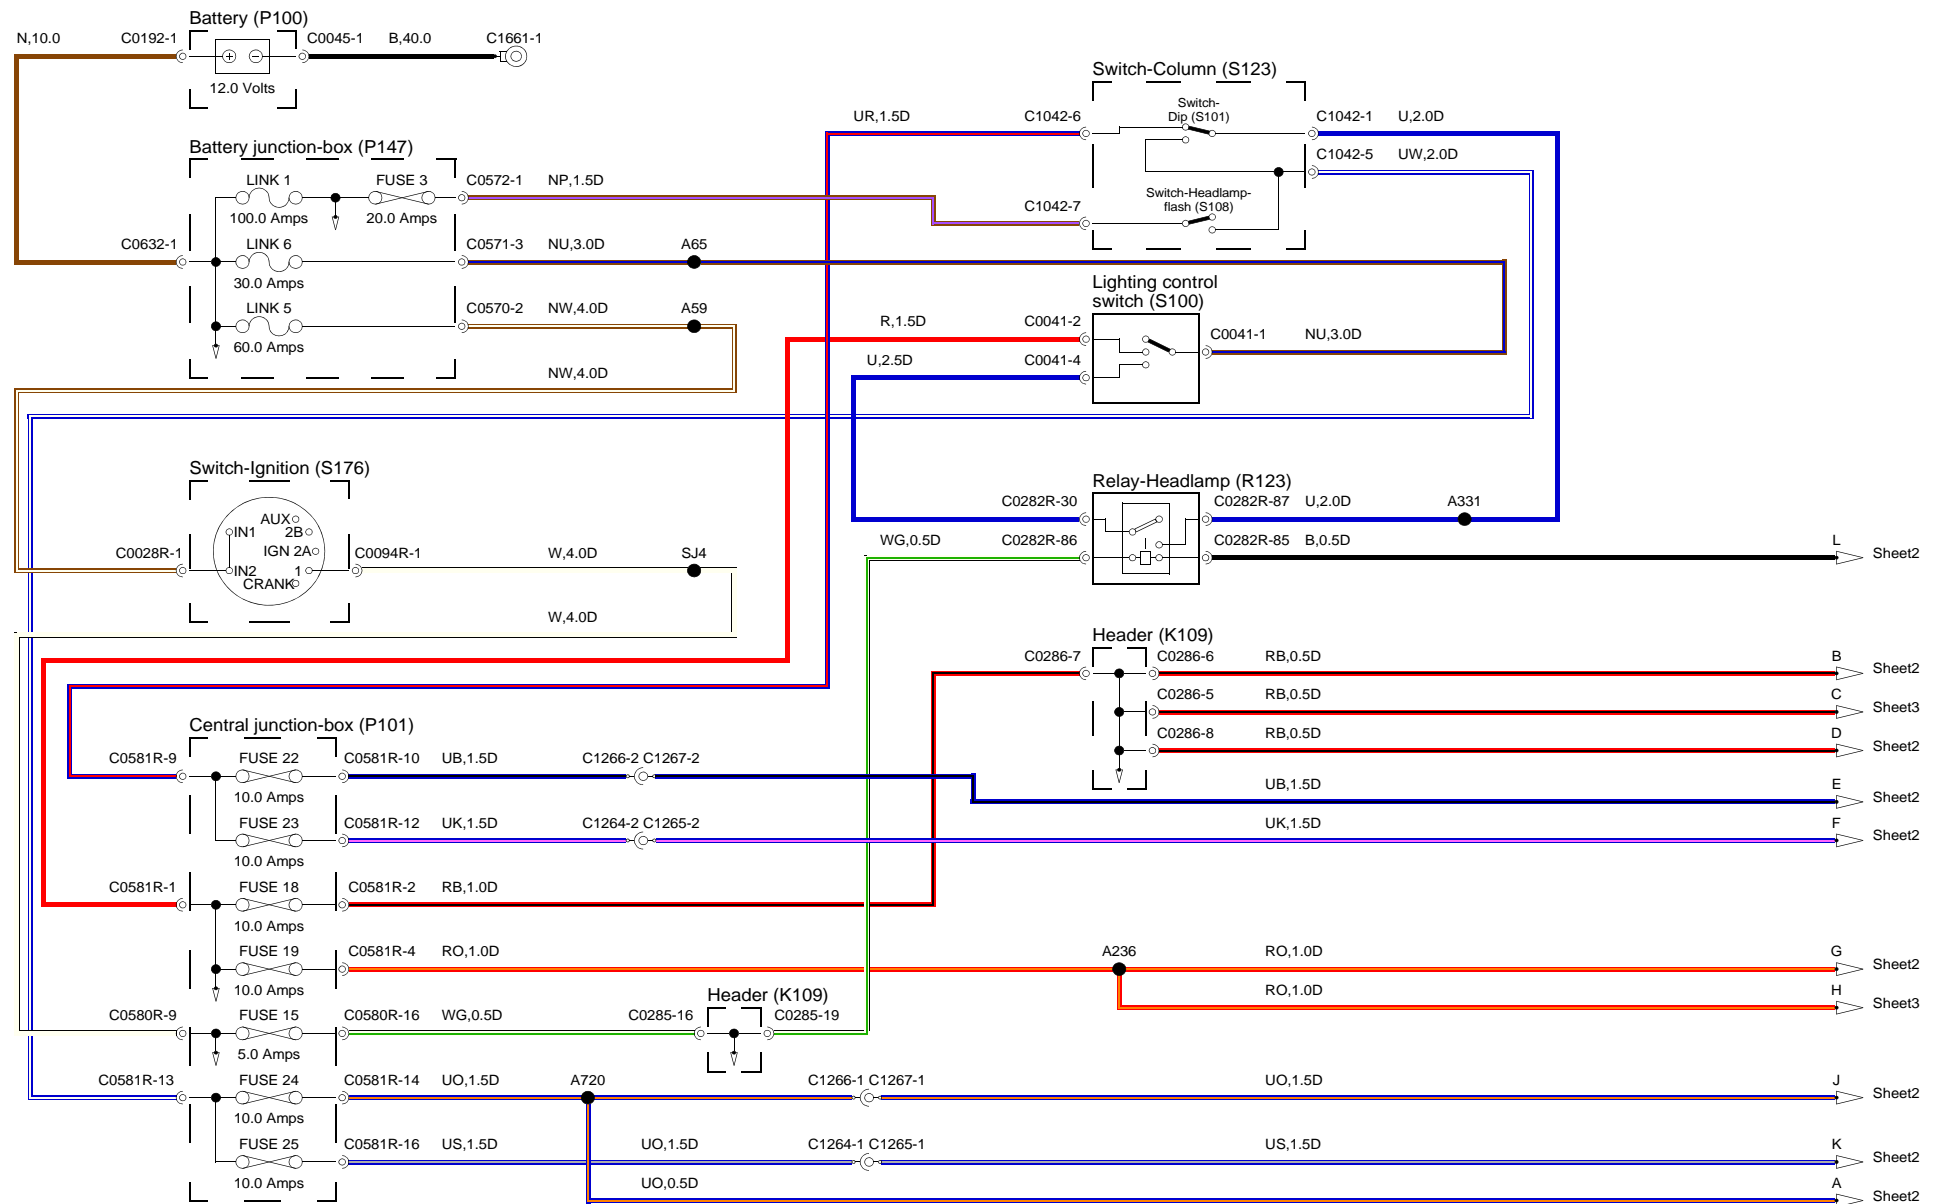 Battery (P100)
N,10.0
C0192-1
C0045-1
B,40.0
C1661-1
12.0 Volts
Switch-Column (S123)
UR,1.5D
C1042-6
Switch-
Dip (S101)
C1042-1
U,2.0D
C1042-5
UW,2.0D
Switch-Headlamp-
flash (S108)
C1042-7
Battery junction-box (P147)
LINK 1
100.0 Amps
FUSE 3
20.0 Amps
C0572-1
NP,1.5D
C0632-1
LINK 6
30.0 Amps
C0571-3
NU,3.0D
A65
LINK 5
60.0 Amps
C0570-2
NW,4.0D
A59
NW,4.0D
Lighting control
switch (S100)
R,1.5D
C0041-2
C0041-1
NU,3.0D
U,2.5D
C0041-4
Switch-Ignition (S176)
AUX
IN1
2B
IGN 2A
IN2
1
CRANK
C0028R-1
C0094R-1
W,4.0D
SJ4
W,4.0D
Relay-Headlamp (R123)
C0282R-30
C0282R-87
U,2.0D
A331
WG,0.5D
C0282R-86
C0282R-85
B,0.5D
L
Sheet2
Header (K109)
C0286-7
C0286-6
RB,0.5D
B
Sheet2
C0286-5
RB,0.5D
C
Sheet3
C0286-8
RB,0.5D
D
Sheet2
Central junction-box (P101)
C0581R-9
FUSE 22
10.0 Amps
C0581R-10
UB,1.5D
C1266-2 C1267-2
UB,1.5D
E
Sheet2
FUSE 23
10.0 Amps
C0581R-12
UK,1.5D
C1264-2 C1265-2
UK,1.5D
F
Sheet2
C0581R-1
FUSE 18
10.0 Amps
C0581R-2
RB,1.0D
FUSE 19
10.0 Amps
C0581R-4
RO,1.0D
A236
RO,1.0D
G
Sheet2
RO,1.0D
H
Sheet3
C0580R-9
FUSE 15
5.0 Amps
C0580R-16
WG,0.5D
Header (K109)
C0285-16
C0285-19
C0581R-13
FUSE 24
10.0 Amps
C0581R-14
UO,1.5D
A720
C1266-1 C1267-1
UO,1.5D
J
Sheet2
FUSE 25
10.0 Amps
C0581R-16
US,1.5D
UO,1.5D
C1264-1 C1265-1
US,1.5D
K
Sheet2
UO,0.5D
A
Sheet2